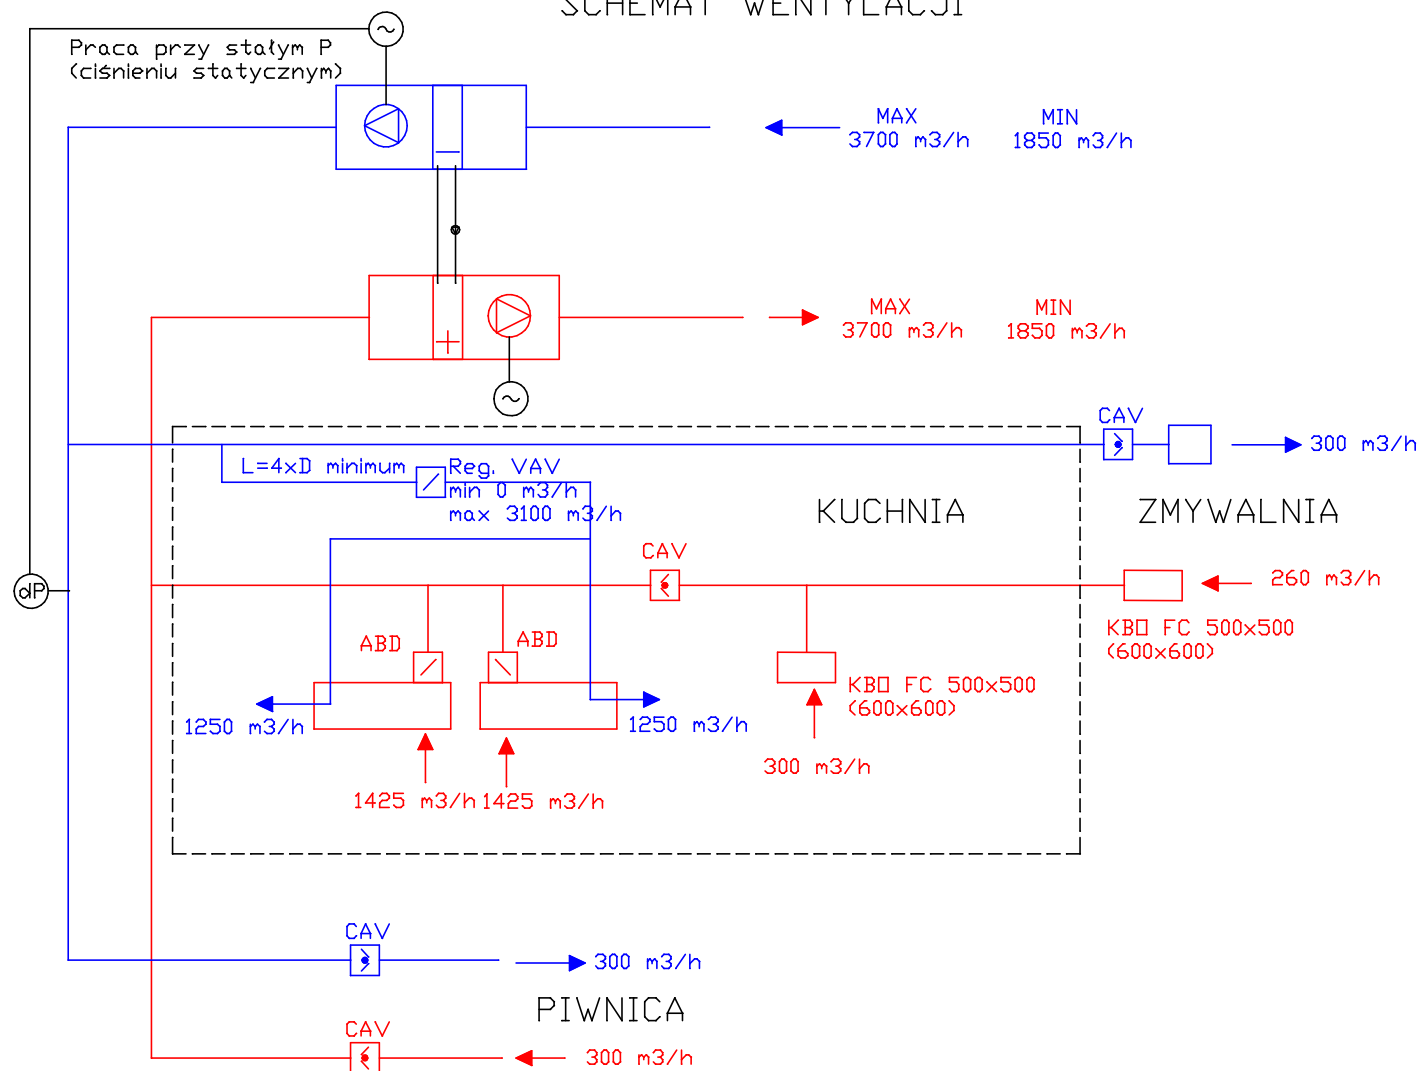 SCHEMAT WENTYLACJI
Praca przy stałym P
(ciśnieniu statycznym)
MAX MIN
3700 m3/h 1850 m3/h
MAX MIN
3700 m3/h 1850 m3/h
CAV
300 m3/h
L=4xD minimum
Reg. VAV
min 0 m3/h
max 3100 m3/h
KUCHNIA
ZMYWALNIA
CAV
260 m3/h
dP
KBO FC 500x500
(600x600)
ABD
ABD
KBO FC 500x500
(600x600)
1250 m3/h
1250 m3/h
300 m3/h
1425 m3/h
1425 m3/h
CAV
300 m3/h
PIWNICA
CAV
300 m3/h